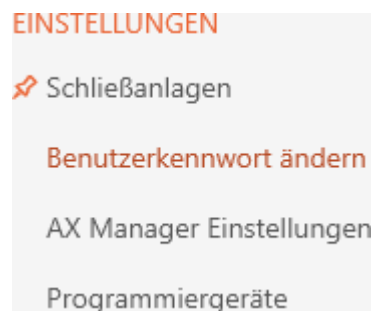 EINSTELLUNGEN
Schließanlagen
Benutzerkennwort ändern
AX Manager Einstellungen
Programmiergeräte